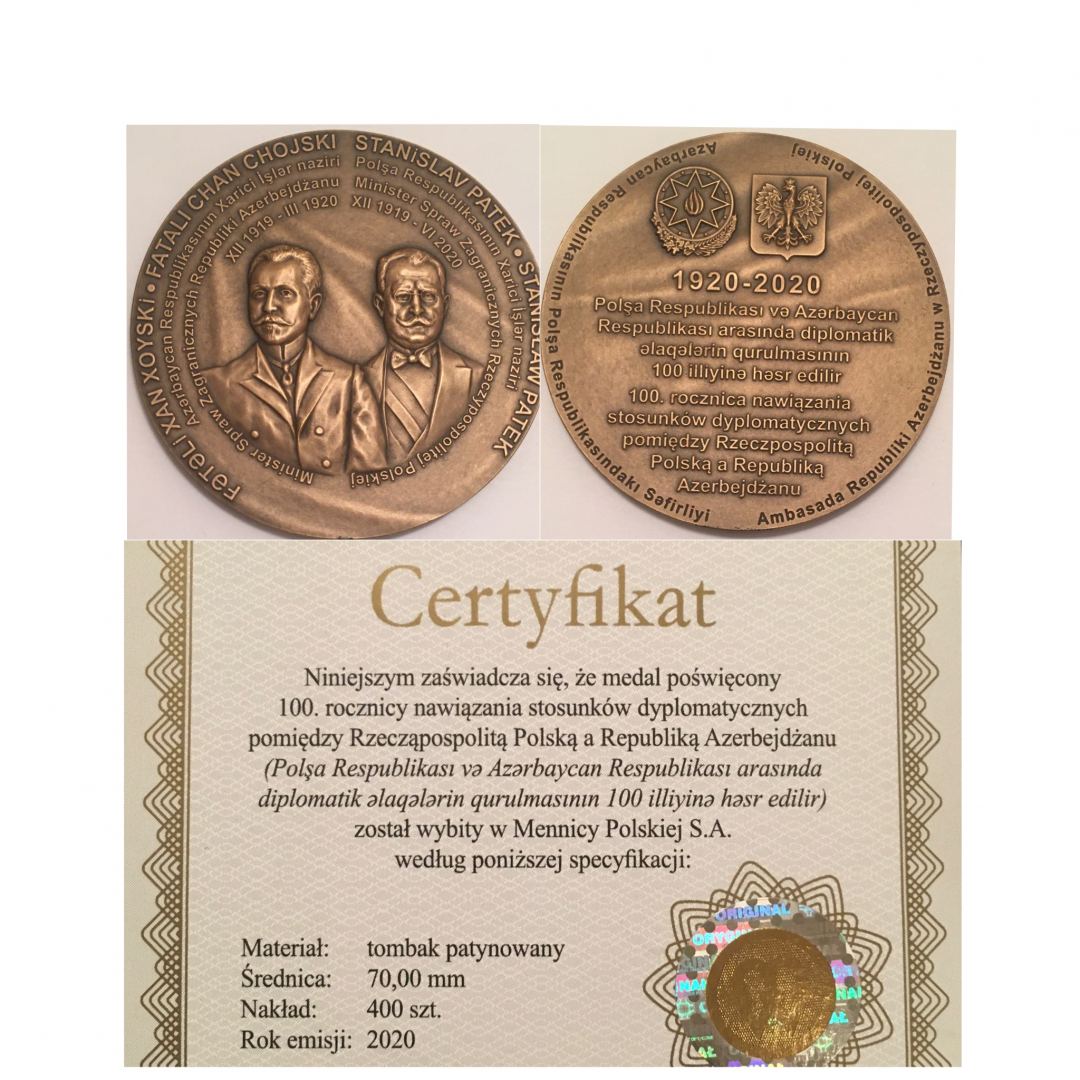 FƏTƏLİ XAN XOYSKİ • FATALI CHAN CHOJSKI
Azərbaycan Respublikasının Xarici İşlər naziri
Minister Spraw Zagranicznych Republiki Azerbejdżanu
XII 1919 - III 1920
STANİSLAV PATEK • STANISŁAW PATEK
Polşa Respublikasının Xarici İşlər naziri
Minister Spraw Zagranicznych Rzeczypospolitej Polskiej
XII 1919 - VI 2020
Azərbaycan Respublikasının Polşa Respublikasındakı Səfirliyi
Ambasada Republiki Azerbejdżanu w Rzeczypospolitej Polskiej
1920-2020
Polşa Respublikası və Azərbaycan
Respublikası arasında diplomatik
əlaqələrin qurulmasının
100 illiyinə həsr edilir
100. rocznica nawiązania
stosunków dyplomatycznych
pomiędzy Rzeczpospolitą
Polską a Republiką
Azerbejdżanu
Certyfikat
Niniejszym zaświadcza się, że medal poświęcony
100. rocznicy nawiązania stosunków dyplomatycznych
pomiędzy Rzecząpospolitą Polską a Republiką Azerbejdżanu
(Polşa Respublikası və Azərbaycan Respublikası arasında
diplomatik əlaqələrin qurulmasının 100 illiyinə həsr edilir)
został wybity w Mennicy Polskiej S.A.
według poniższej specyfikacji:
Materiał: tombak patynowany
Średnica: 70,00 mm
Nakład: 400 szt.
Rok emisji: 2020
ORIGINAL